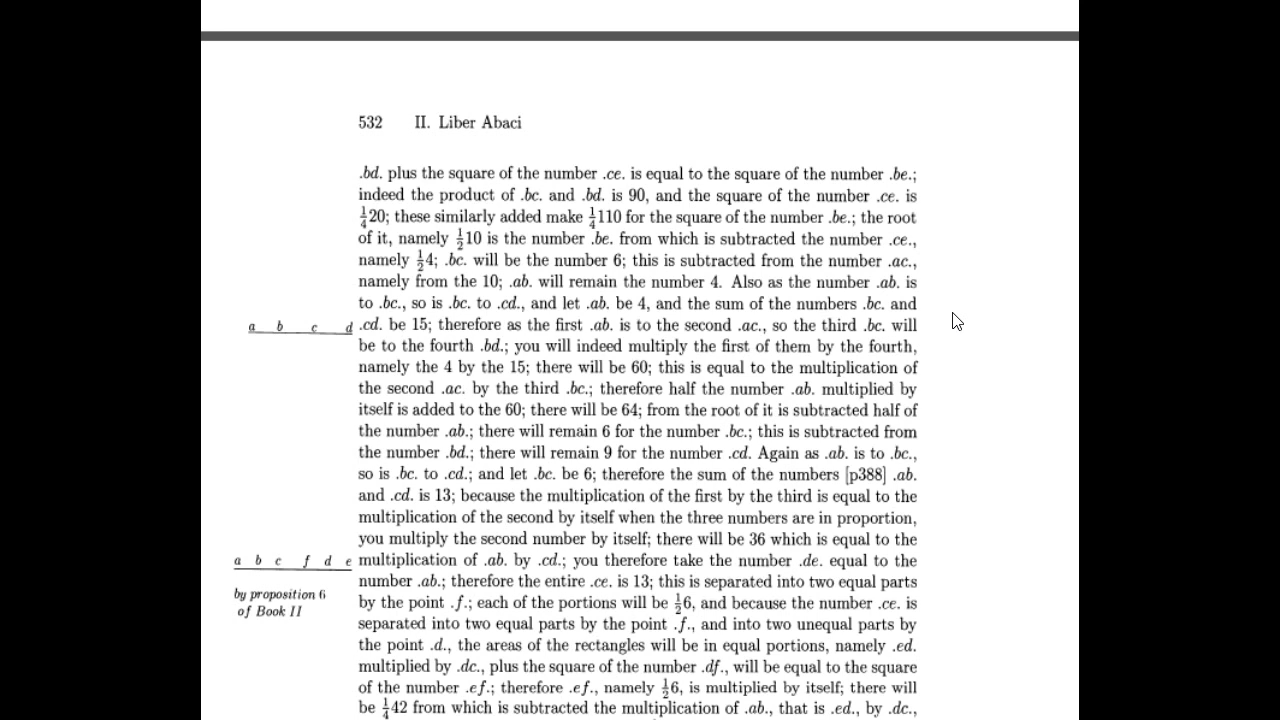 532 II. Liber Abaci
.bd. plus the square of the number .ce. is equal to the square of the number .be.;
indeed the product of .bc. and .bd. is 90, and the square of the number .ce. is
1/4 20; these similarly added make 1/4 110 for the square of the number .be.; the root
of it, namely 1/2 10 is the number .be. from which is subtracted the number .ce.,
namely 1/2 4; .bc. will be the number 6; this is subtracted from the number .ac.,
namely from the 10; .ab. will remain the number 4. Also as the number .ab. is
to .bc., so is .bc. to .cd., and let .ab. be 4, and the sum of the numbers .bc. and
a b c d
.cd. be 15; therefore as the first .ab. is to the second .ac., so the third .bc. will
be to the fourth .bd.; you will indeed multiply the first of them by the fourth,
namely the 4 by the 15; there will be 60; this is equal to the multiplication of
the second .ac. by the third .bc.; therefore half the number .ab. multiplied by
itself is added to the 60; there will be 64; from the root of it is subtracted half of
the number .ab.; there will remain 6 for the number .bc.; this is subtracted from
the number .bd.; there will remain 9 for the number .cd. Again as .ab. is to .bc.,
so is .bc. to .cd.; and let .bc. be 6; therefore the sum of the numbers [p388] .ab.
and .cd. is 13; because the multiplication of the first by the third is equal to the
multiplication of the second by itself when the three numbers are in proportion,
you multiply the second number by itself; there will be 36 which is equal to the
a b c f d e
multiplication of .ab. by .cd.; you therefore take the number .de. equal to the
number .ab.; therefore the entire .ce. is 13; this is separated into two equal parts
by proposition 6
of Book II
by the point .f.; each of the portions will be 1/2 6, and because the number .ce. is
separated into two equal parts by the point .f., and into two unequal parts by
the point .d., the areas of the rectangles will be in equal portions, namely .ed.
multiplied by .dc., plus the square of the number .df., will be equal to the square
of the number .ef.; therefore .ef., namely 1/2 6, is multiplied by itself; there will
be 1/4 42 from which is subtracted the multiplication of .ab., that is .ed., by .dc.,